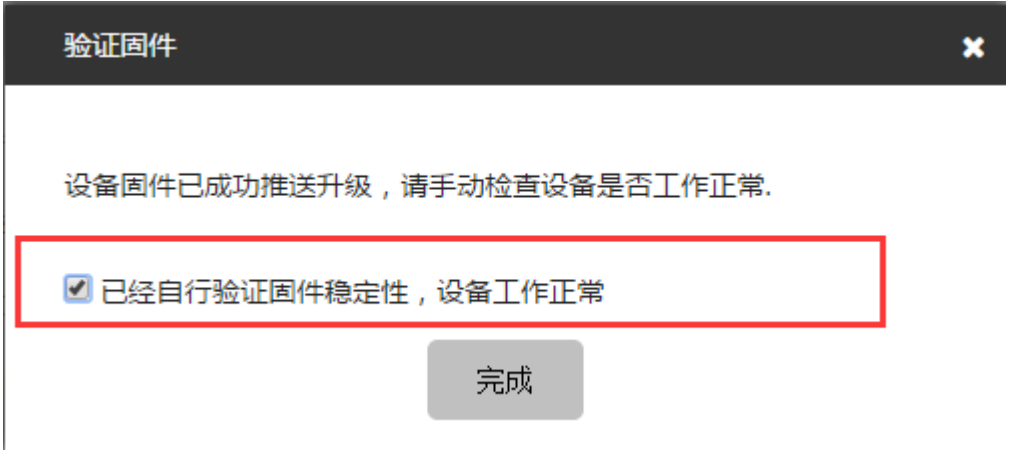 验证固件
设备固件已成功推送升级，请手动检查设备是否工作正常.
已经自行验证固件稳定性，设备工作正常
完成